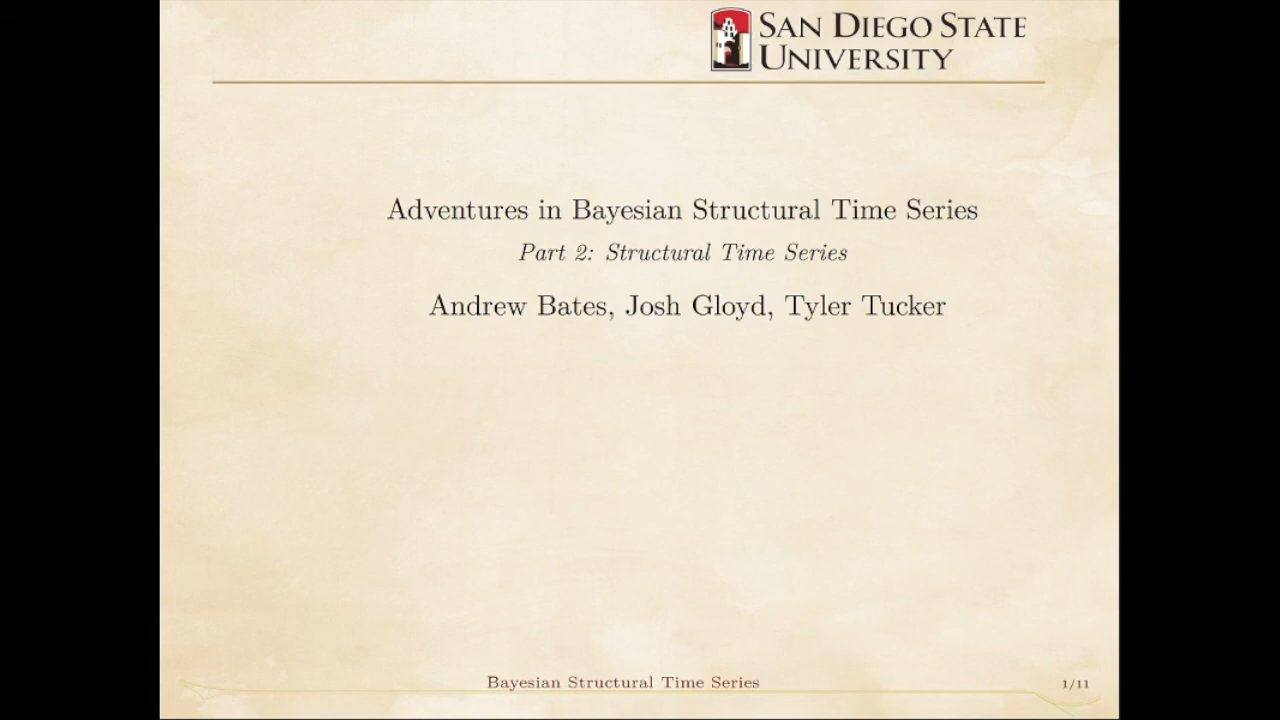 SAN DIEGO STATE
UNIVERSITY
Adventures in Bayesian Structural Time Series
Part 2: Structural Time Series
Andrew Bates, Josh Gloyd, Tyler Tucker
Bayesian Structural Time Series
1/11